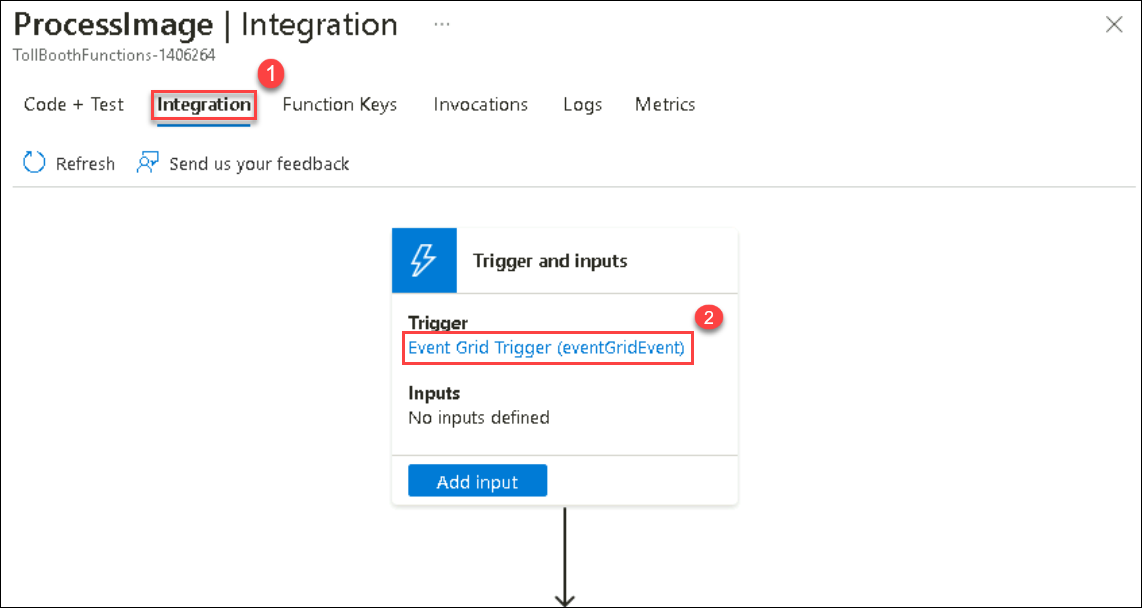 ProcessImage | Integration ...
TollBoothFunctions-1406264
1
Code + Test Integration Function Keys Invocations Logs Metrics
Refresh Send us your feedback
Trigger and inputs
Trigger
2
Event Grid Trigger (eventGridEvent)
Inputs
No inputs defined
Add input